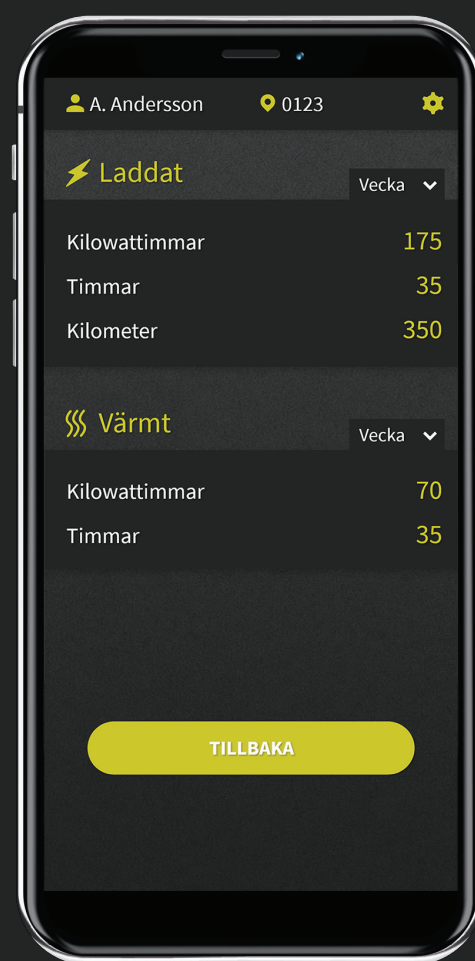 A. Andersson 0123
Laddat Vecka
Kilowattimmar 175
Timmar 35
Kilometer 350
Värmt Vecka
Kilowattimmar 70
Timmar 35
TILLBAKA